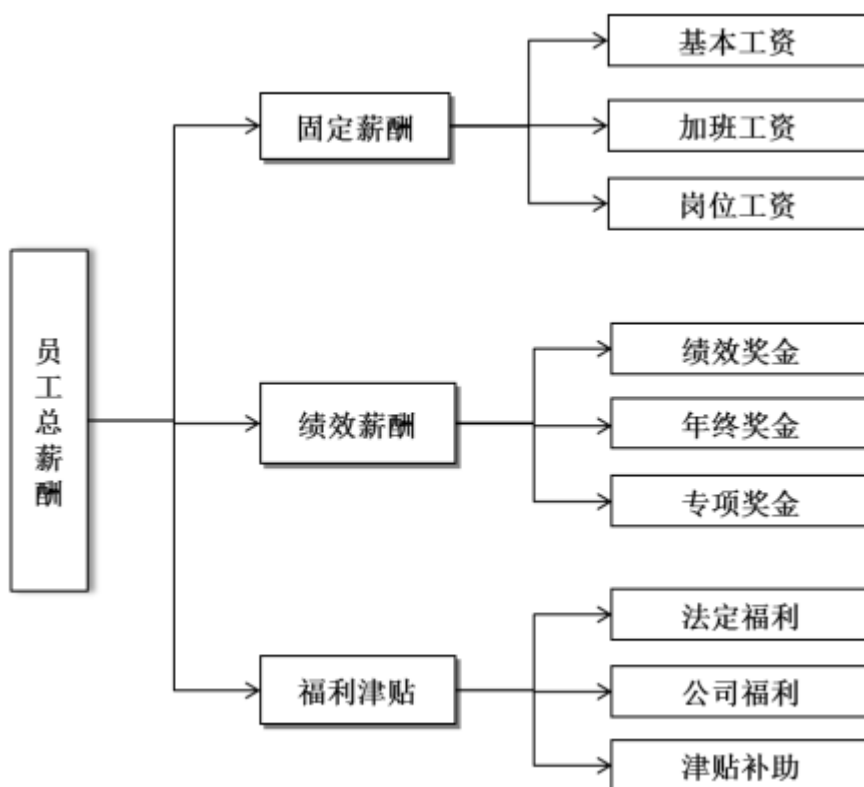 员工总薪酬
固定薪酬
基本工资
加班工资
岗位工资
绩效薪酬
绩效奖金
年终奖金
专项奖金
福利津贴
法定福利
公司福利
津贴补助